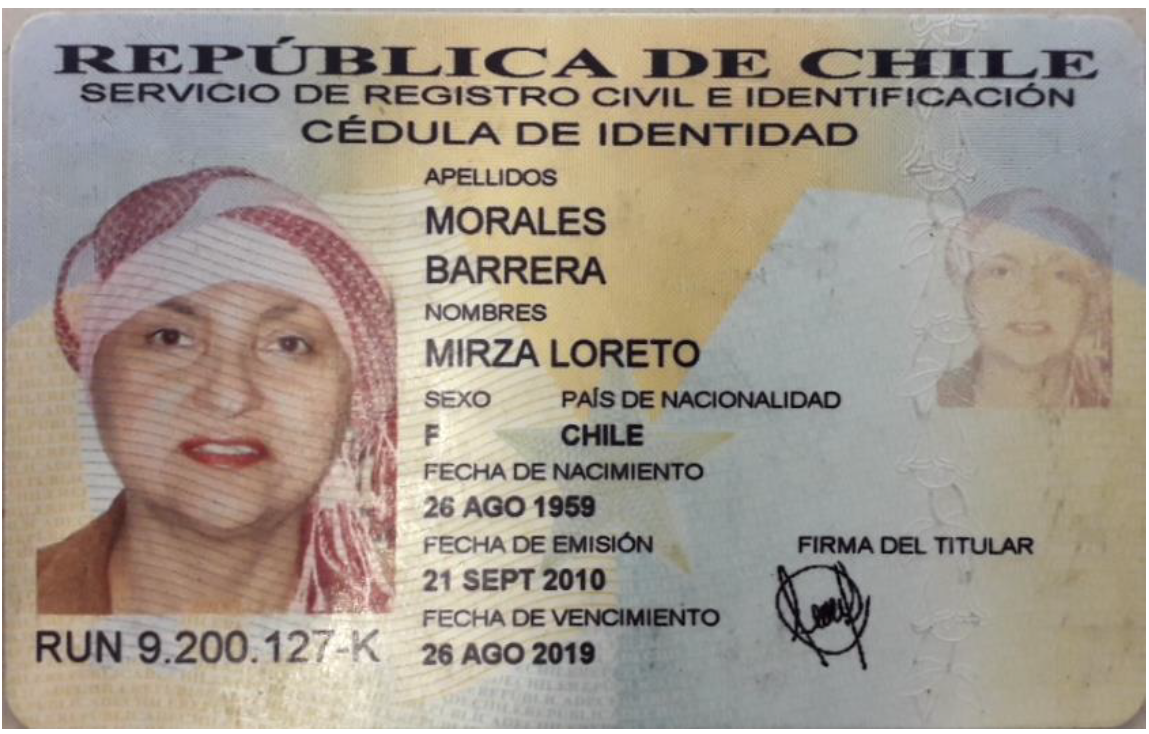 REPÚBLICA DE CHILE
SERVICIO DE REGISTRO CIVIL E IDENTIFICACIÓN
CÉDULA DE IDENTIDAD
APELLIDOS
MORALES
BARRERA
NOMBRES
MIRZA LORETO
SEXO PAÍS DE NACIONALIDAD
F CHILE
FECHA DE NACIMIENTO
26 AGO 1959
FECHA DE EMISIÓN
21 SEPT 2010
FECHA DE VENCIMIENTO
26 AGO 2019
FIRMA DEL TITULAR
RUN 9.200.127-K